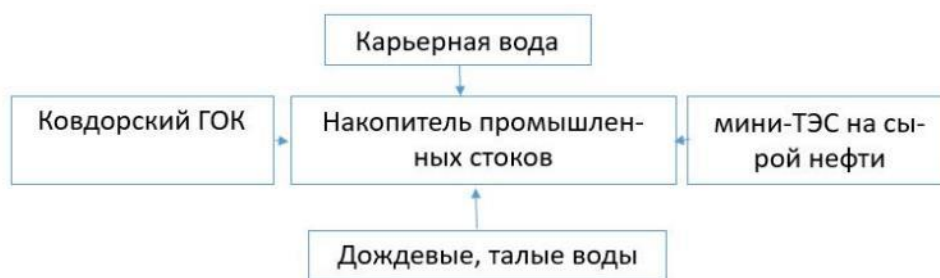 Карьерная вода
Ковдорский ГОК
Накопитель промышлен-
ных стоков
мини-ТЭС на сы-
рой нефти
Дождевые, талые воды